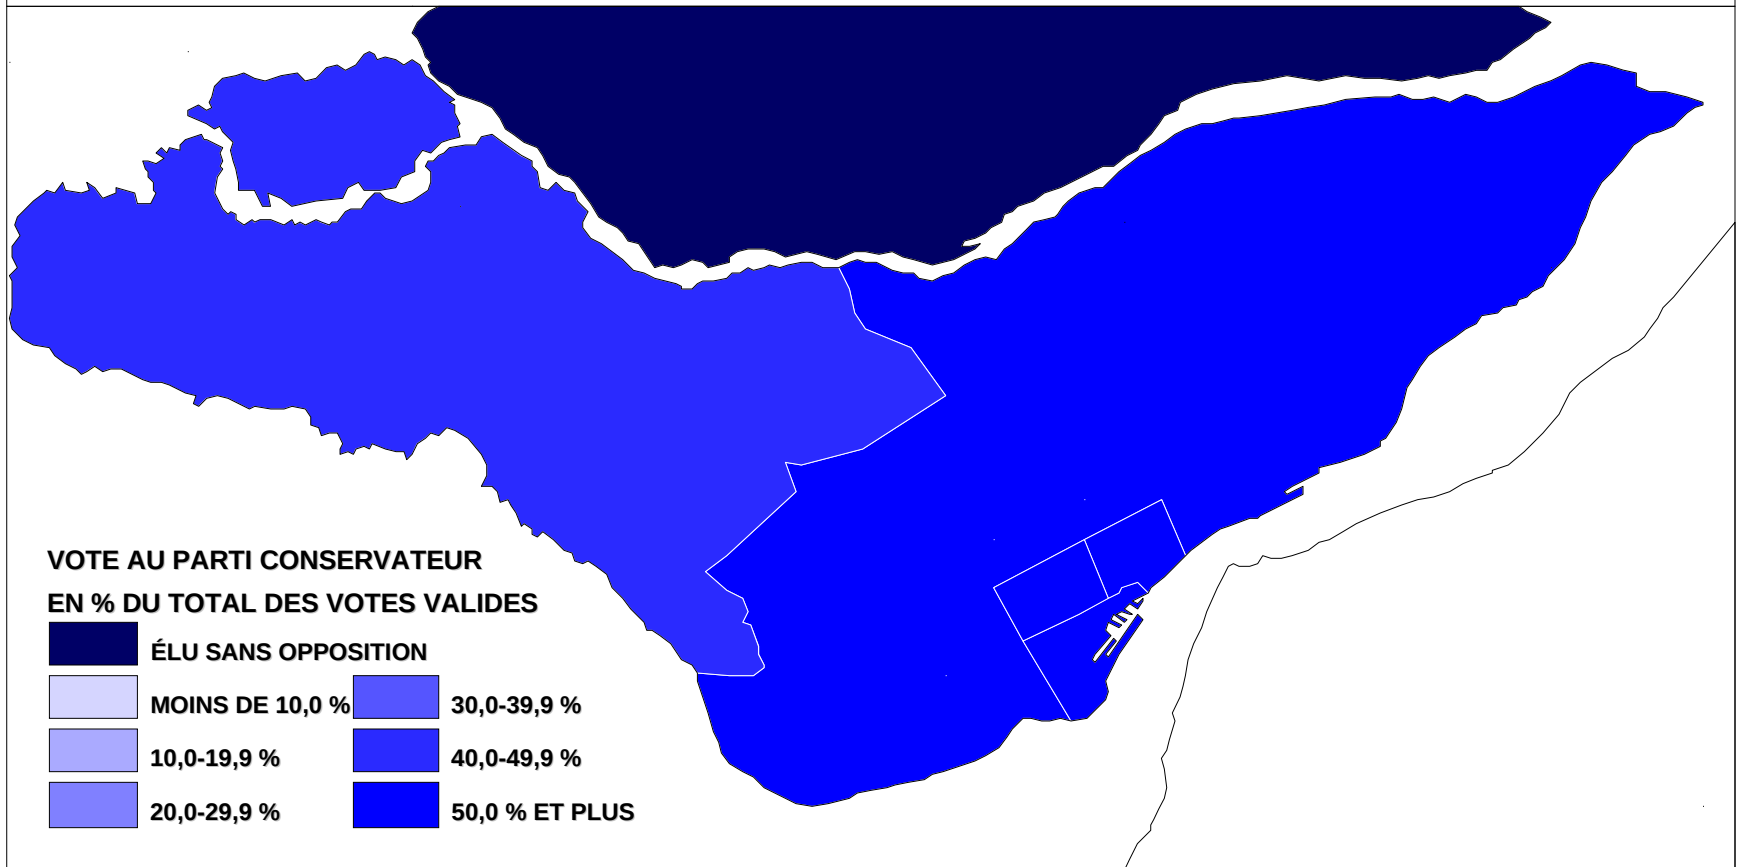 VOTE AU PARTI CONSERVATEUR
EN % DU TOTAL DES VOTES VALIDES
ÉLU SANS OPPOSITION
MOINS DE 10,0 %
30,0-39,9 %
10,0-19,9 %
40,0-49,9 %
20,0-29,9 %
50,0 % ET PLUS